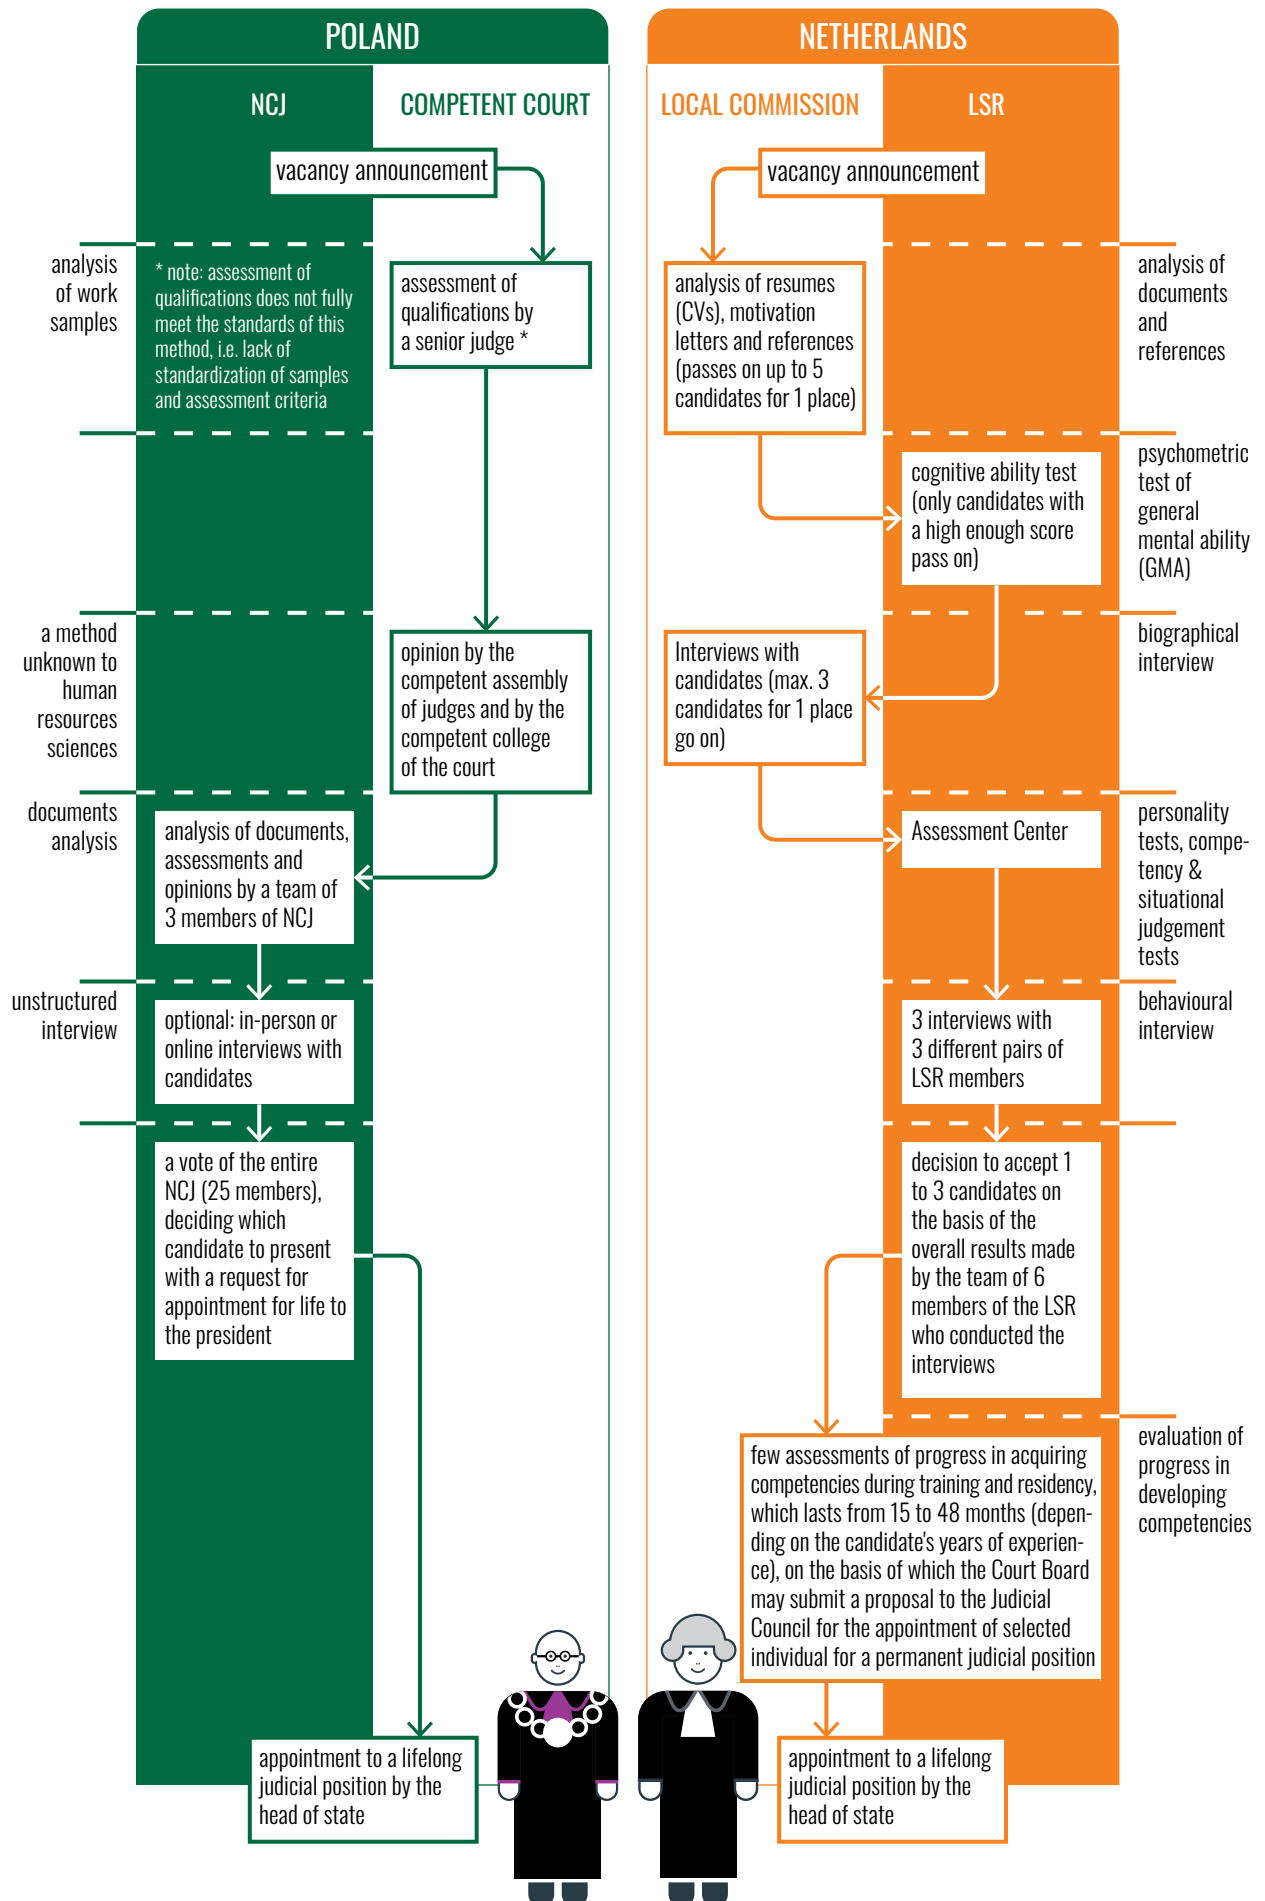 POLAND
NCJ
COMPETENT COURT
vacancy announcement
analysis
of work
samples
* note: assessment of
qualifications does not fully
meet the standards of this
method, i.e. lack of
standardization of samples
and assessment criteria
assessment of
qualifications by
a senior judge *
a method
unknown to
human
resources
sciences
opinion by the
competent assembly
of judges and by the
competent college
of the court
documents
analysis
analysis of documents,
assessments and
opinions by a team of
3 members of NCJ
unstructured
interview
optional: in-person or
online interviews with
candidates
a vote of the entire
NCJ (25 members),
deciding which
candidate to present
with a request for
appointment for life to
the president
appointment to a lifelong
judicial position by the
head of state
NETHERLANDS
LOCAL COMMISSION
LSR
vacancy announcement
analysis of resumes
(CVs), motivation
letters and references
(passes on up to 5
candidates for 1 place)
analysis of
documents
and
references
cognitive ability test
(only candidates with
a high enough score
pass on)
psychometric
test of
general
mental ability
(GMA)
Interviews with
candidates (max. 3
candidates for 1 place
go on)
biographical
interview
Assessment Center
personality
tests, compe-
tency &
situational
judgement
tests
3 interviews with
3 different pairs of
LSR members
behavioural
interview
decision to accept 1
to 3 candidates on
the basis of the
overall results made
by the team of 6
members of the LSR
who conducted the
interviews
few assessments of progress in acquiring
competencies during training and residency,
which lasts from 15 to 48 months (depen-
ding on the candidate's years of experien-
ce), on the basis of which the Court Board
may submit a proposal to the Judicial
Council for the appointment of selected
individual for a permanent judicial position
evaluation of
progress in
developing
competencies
appointment to a lifelong
judicial position by the
head of state